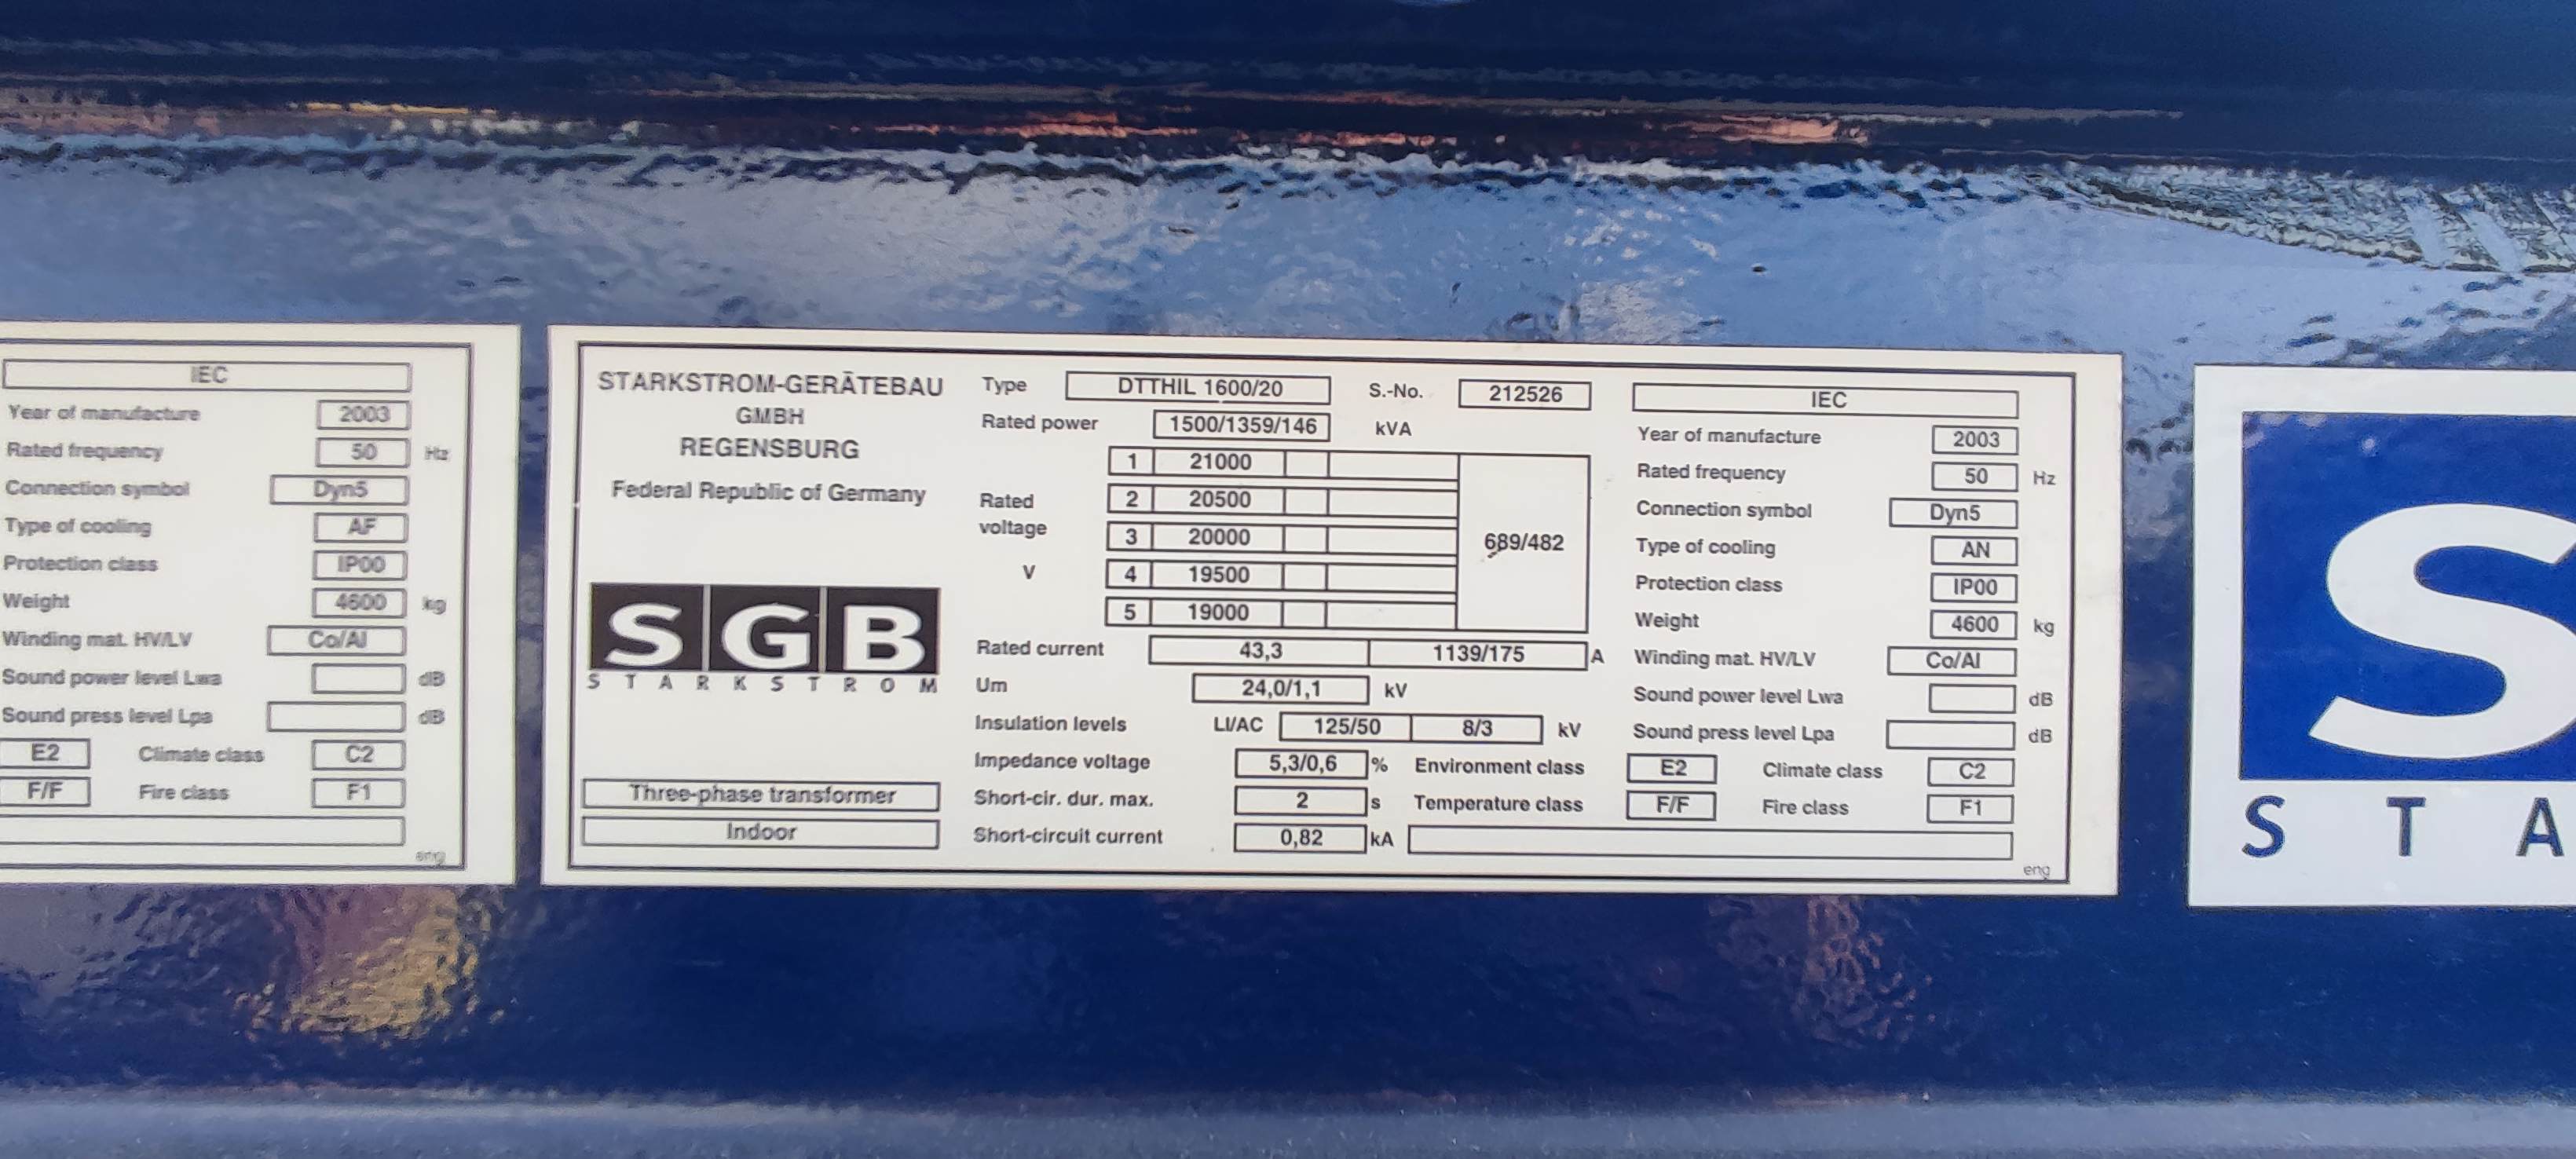 IEC
Year of manufacture 2003
Rated frequency 50 Hz
Connection symbol Dyn5
Type of cooling AF
Protection class IP00
Weight 4600 kg
Winding mat. HV/LV Co/Al
Sound power level Lwa dB
Sound press level Lpa dB
E2 Climate class C2
F/F Fire class F1
eng
STARKSTROM-GERÄTEBAU
GMBH
REGENSBURG
Federal Republic of Germany
SGB
STARKSTROM
Three-phase transformer
Indoor
Type DTTHIL 1600/20 S.-No. 212526
Rated power 1500/1359/146 kVA
Rated voltage V
1 21000
2 20500
3 20000
4 19500
5 19000
689/482
Rated current 43,3 1139/175 A
Um 24,0/1,1 kV
Insulation levels LI/AC 125/50 8/3 kV
Impedance voltage 5,3/0,6 % Environment class E2 Climate class C2
Short-cir. dur. max. 2 s Temperature class F/F Fire class F1
Short-circuit current 0,82 kA
IEC
Year of manufacture 2003
Rated frequency 50 Hz
Connection symbol Dyn5
Type of cooling AN
Protection class IP00
Weight 4600 kg
Winding mat. HV/LV Co/Al
Sound power level Lwa dB
Sound press level Lpa dB
eng
S
STA